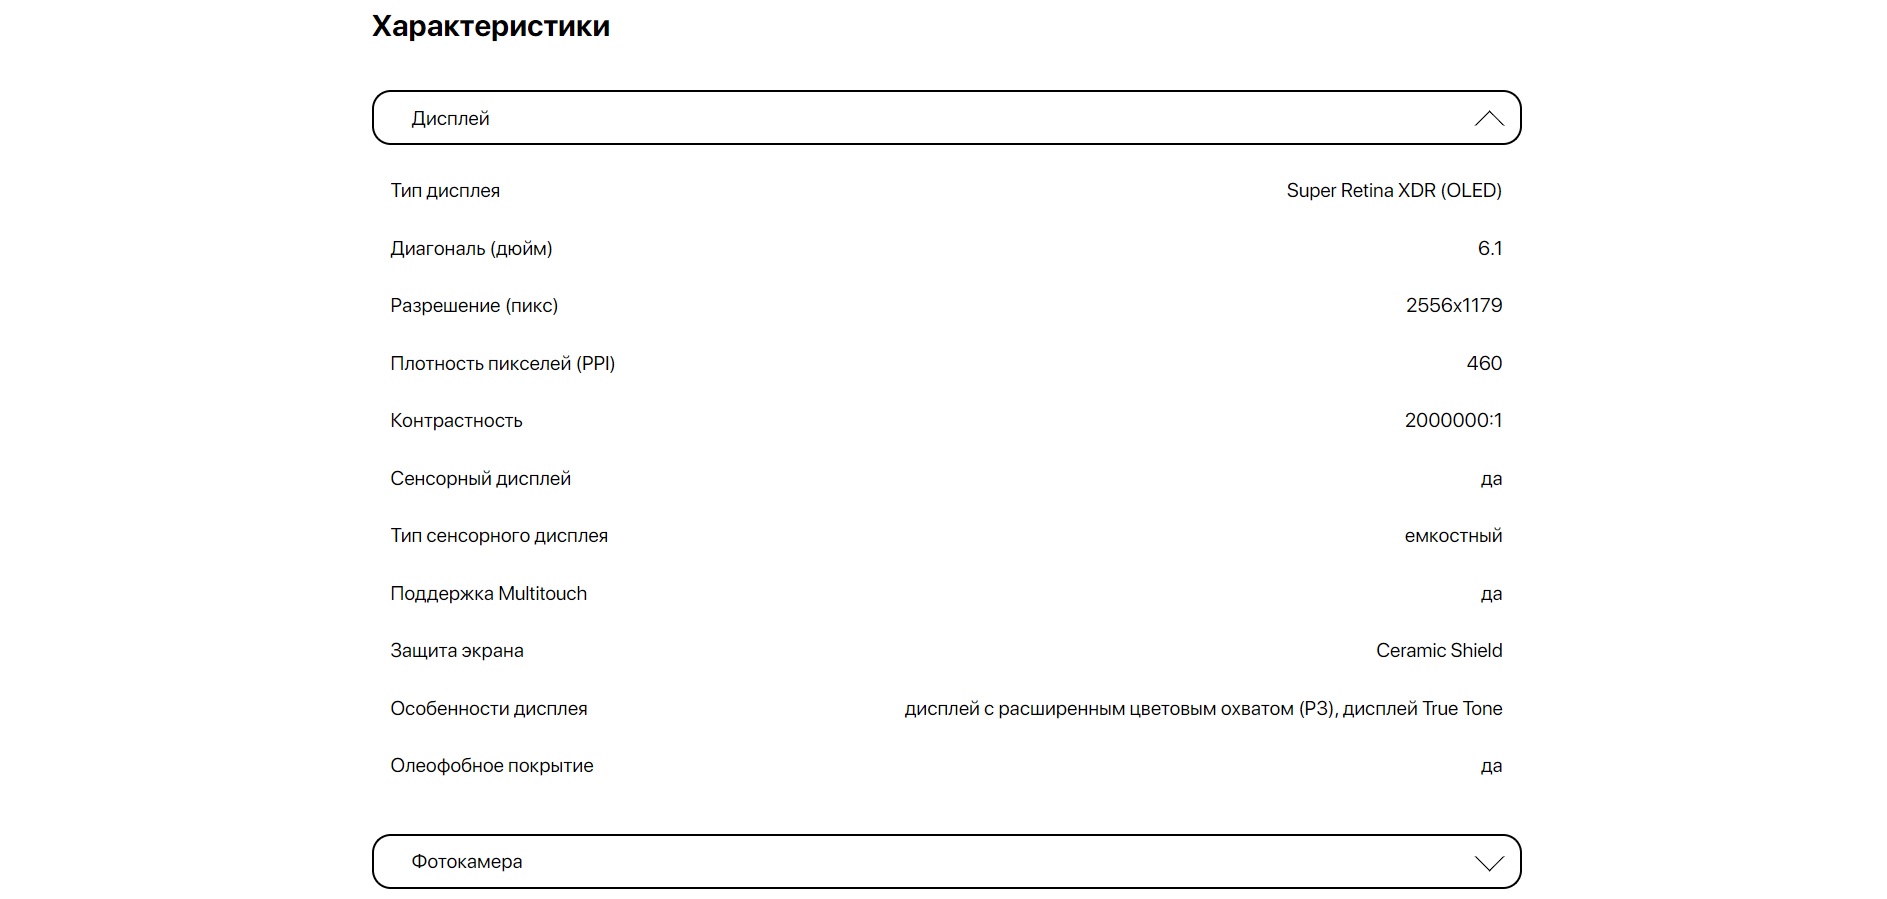 Характеристики
Дисплей
Тип дисплея Super Retina XDR (OLED)
Диагональ (дюйм) 6.1
Разрешение (пикс) 2556x1179
Плотность пикселей (PPI) 460
Контрастность 2000000:1
Сенсорный дисплей да
Тип сенсорного дисплея емкостный
Поддержка Multitouch да
Защита экрана Ceramic Shield
Особенности дисплея дисплей с расширенным цветовым охватом (P3), дисплей True Tone
Олеофобное покрытие да
Фотокамера